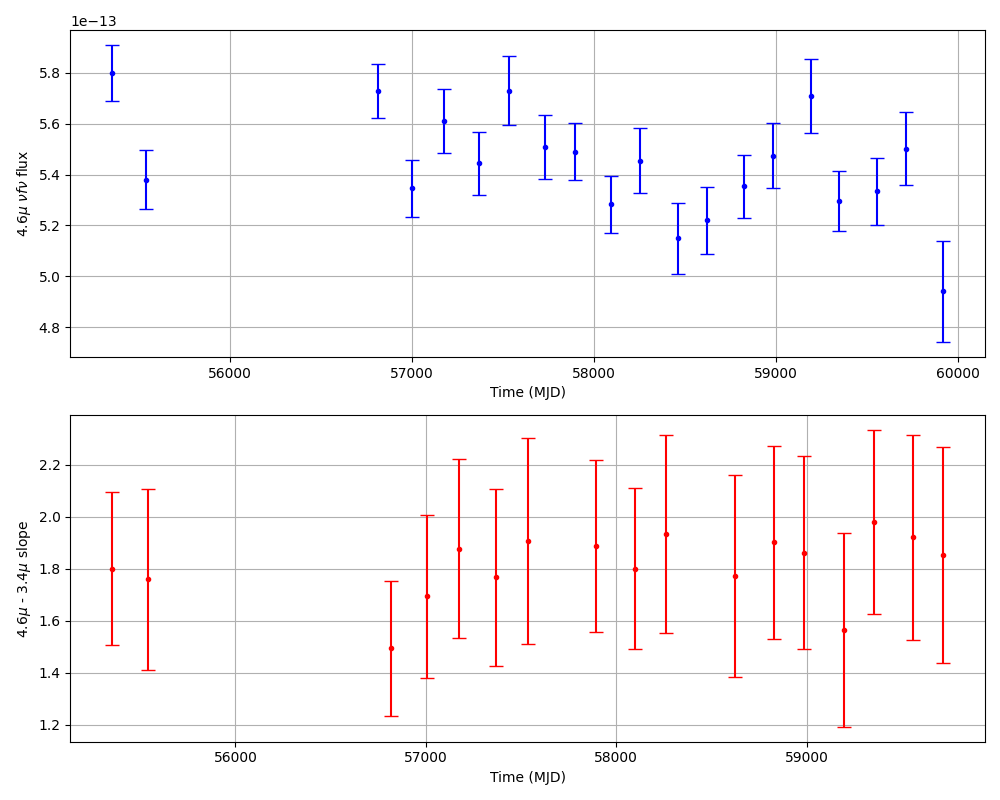 1e−13
5.8
5.6
5.4
5.2
5.0
4.8
4.6μ νfν flux
56000 57000 58000 59000 60000
Time (MJD)
2.2
2.0
1.8
1.6
1.4
1.2
4.6μ - 3.4μ slope
56000 57000 58000 59000
Time (MJD)